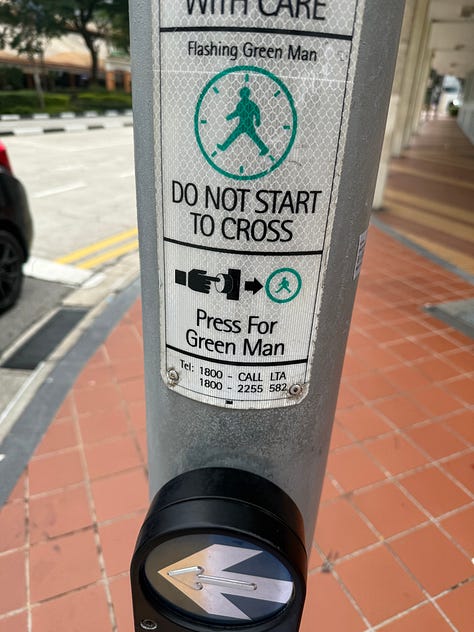 WITH CARE
Flashing Green Man
DO NOT START
TO CROSS
Press For
Green Man
Tel: 1800 - CALL LTA
1800 - 2255 582